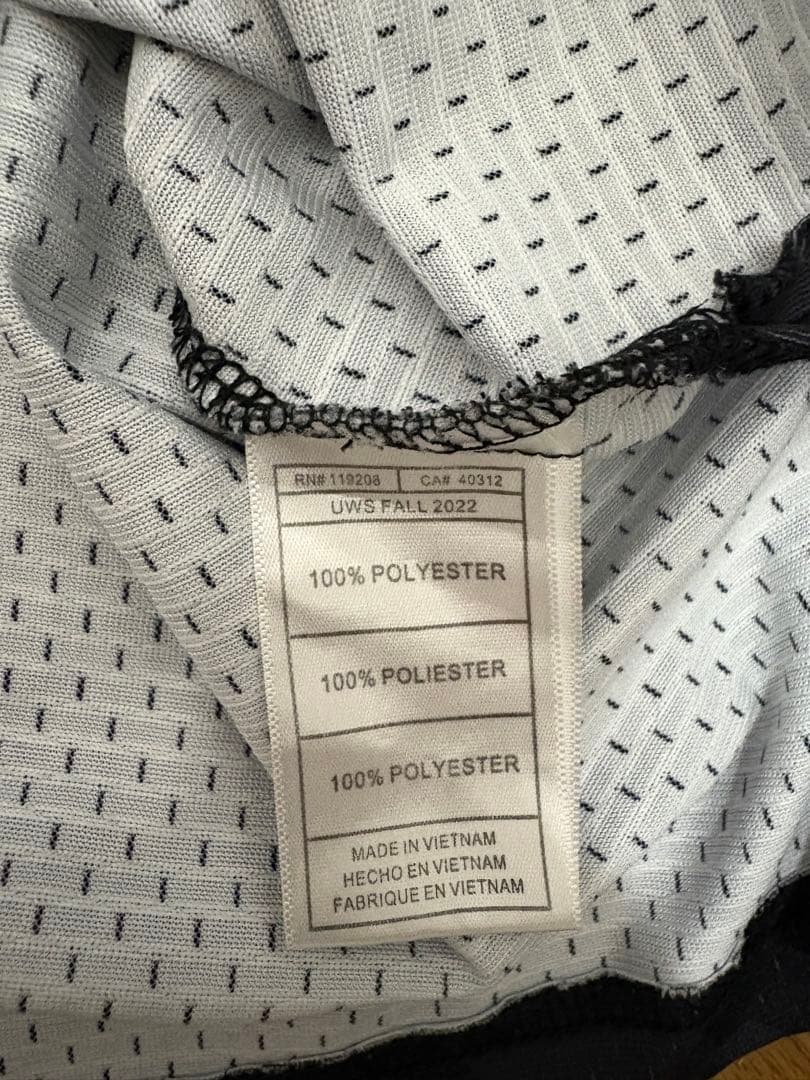 RN# 119208 CA# 40312
UWS FALL 2022
100% POLYESTER
100% POLIESTER
100% POLYESTER
MADE IN VIETNAM
HECHO EN VIETNAM
FABRIQUE EN VIETNAM